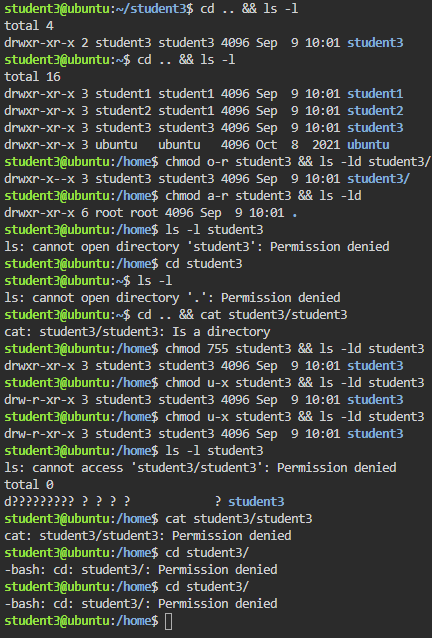 student3@ubuntu:~/student3$ cd .. && ls -l
total 4
drwxr-xr-x 2 student3 student3 4096 Sep  9 10:01 student3
student3@ubuntu:~$ cd .. && ls -l
total 16
drwxr-xr-x 3 student1 student1 4096 Sep  9 10:01 student1
drwxr-xr-x 3 student2 student1 4096 Sep  9 10:01 student2
drwxr-xr-x 3 student3 student3 4096 Sep  9 10:01 student3
drwxr-xr-x 3 ubuntu   ubuntu   4096 Oct  8  2021 ubuntu
student3@ubuntu:/home$ chmod o-r student3 && ls -ld student3/
drwxr-x--x 3 student3 student3 4096 Sep  9 10:01 student3/
student3@ubuntu:/home$ chmod a-r student3 && ls -ld
drwxr-xr-x 6 root root 4096 Sep  9 10:01 .
student3@ubuntu:/home$ ls -l student3
ls: cannot open directory 'student3': Permission denied
student3@ubuntu:/home$ cd student3
student3@ubuntu:~$ ls -l
ls: cannot open directory '.': Permission denied
student3@ubuntu:~$ cd .. && cat student3/student3
cat: student3/student3: Is a directory
student3@ubuntu:/home$ chmod 755 student3 && ls -ld student3
drwxr-xr-x 3 student3 student3 4096 Sep  9 10:01 student3
student3@ubuntu:/home$ chmod u-x student3 && ls -ld student3
drw-r-xr-x 3 student3 student3 4096 Sep  9 10:01 student3
student3@ubuntu:/home$ chmod u-x student3 && ls -ld student3
drw-r-xr-x 3 student3 student3 4096 Sep  9 10:01 student3
student3@ubuntu:/home$ ls -l student3
ls: cannot access 'student3/student3': Permission denied
total 0
d????????? ? ? ? ?            ? student3
student3@ubuntu:/home$ cat student3/student3
cat: student3/student3: Permission denied
student3@ubuntu:/home$ cd student3/
-bash: cd: student3/: Permission denied
student3@ubuntu:/home$ cd student3/
-bash: cd: student3/: Permission denied
student3@ubuntu:/home$